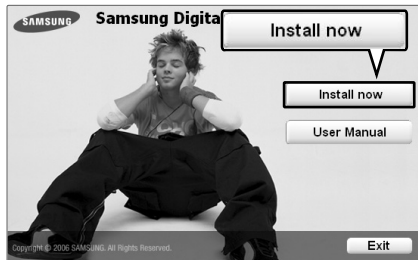 SAMSUNG
Samsung Digita
Install now
Install now
User Manual
Copyright © 2006 SAMSUNG. All Rights Reserved.
Exit